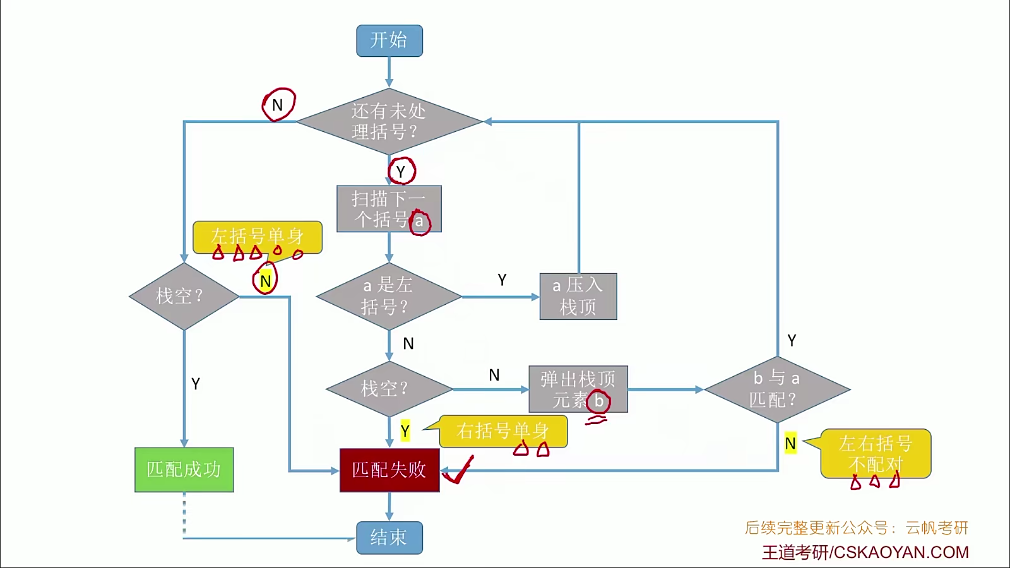 开始
N
还有未处
理括号？
Y
扫描下一
个括号a
左括号单身
N
栈空？
a是左
括号？
Y
a压入
栈顶
N
Y
栈空？
N
弹出栈顶
元素b
Y
b与a
匹配？
Y
右括号单身
N
左右括号
不配对
匹配成功
匹配失败
结束
后续完整更新公众号：云帆考研
王道考研/CSKAOYAN.COM